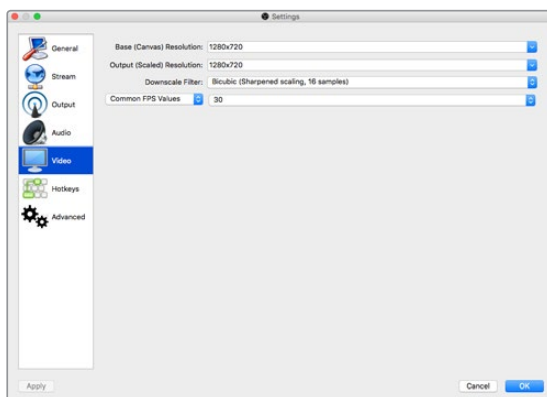 Settings
General
Stream
Output
Audio
Video
Hotkeys
Advanced
Base (Canvas) Resolution: 1280x720
Output (Scaled) Resolution: 1280x720
Downscale Filter: Bicubic (Sharpened scaling, 16 samples)
Common FPS Values 30
Apply
Cancel OK